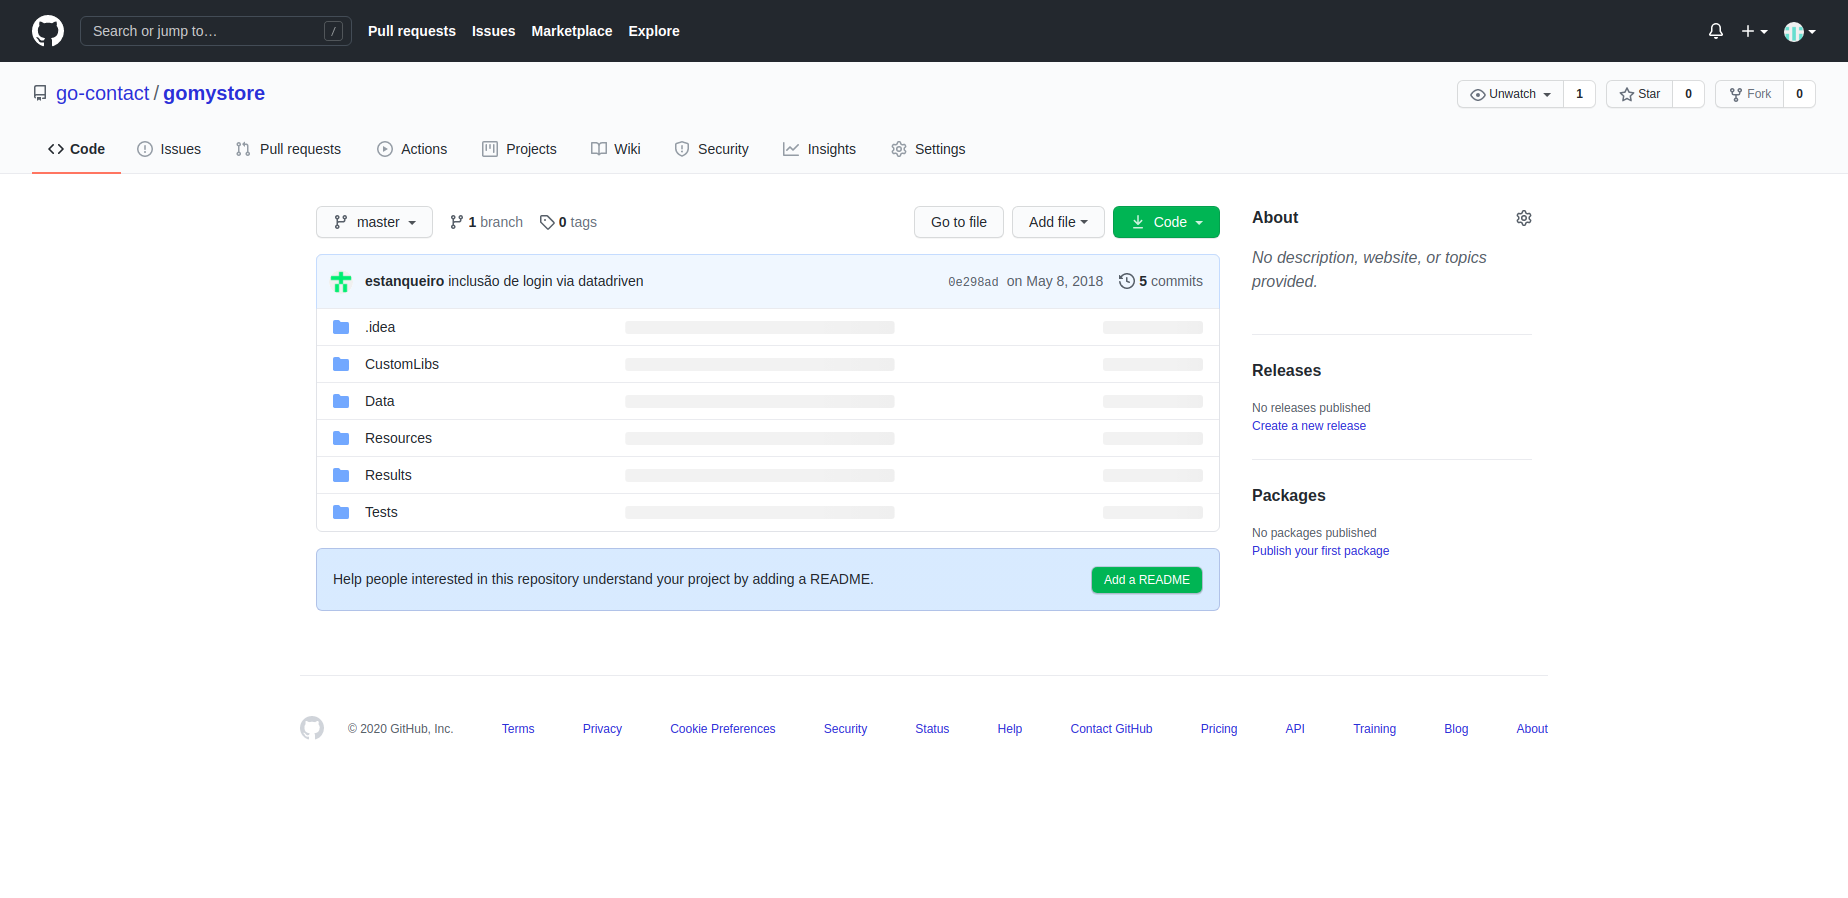 Search or jump to… /
Pull requests Issues Marketplace Explore
go-contact / gomystore
Unwatch 1 Star 0 Fork 0
Code Issues Pull requests Actions Projects Wiki Security Insights Settings
master 1 branch 0 tags Go to file Add file Code
estanqueiro inclusão de login via datadriven 0e298ad on May 8, 2018 5 commits
.idea
CustomLibs
Data
Resources
Results
Tests
Help people interested in this repository understand your project by adding a README. Add a README
About
No description, website, or topics
provided.
Releases
No releases published
Create a new release
Packages
No packages published
Publish your first package
© 2020 GitHub, Inc. Terms Privacy Cookie Preferences Security Status Help Contact GitHub Pricing API Training Blog About